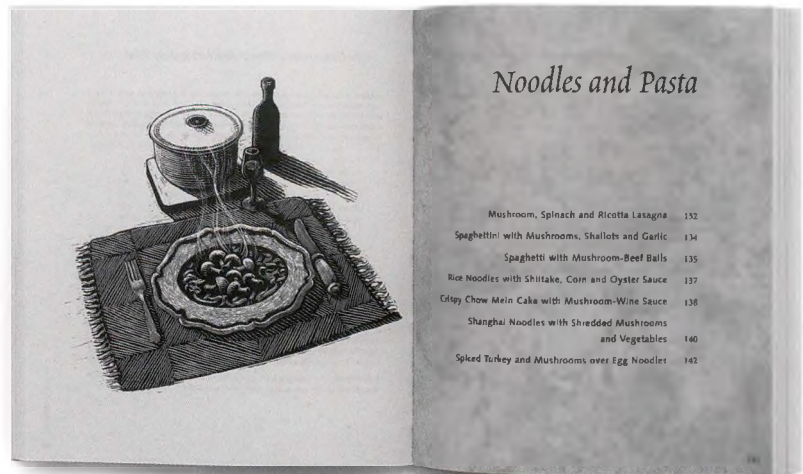 Noodles and Pasta
Mushroom, Spinach and Ricotta Lasagna 132
Spaghettini with Mushrooms, Shallots and Garlic 134
Spaghetti with Mushroom-Beef Balls 135
Rice Noodles with Shiitake, Corn and Oyster Sauce 137
Crispy Chow Mein Cake with Mushroom-Wine Sauce 138
Shanghai Noodles with Shredded Mushrooms
and Vegetables 140
Spiced Turkey and Mushrooms over Egg Noodles 142